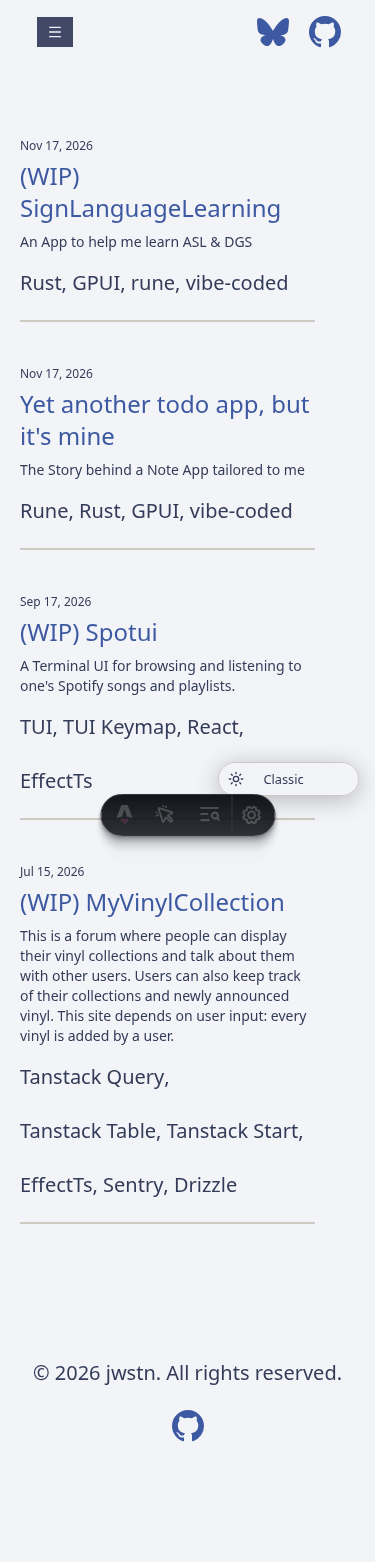 Nov 17, 2026
(WIP)
SignLanguageLearning
An App to help me learn ASL & DGS
Rust, GPUI, rune, vibe-coded
Nov 17, 2026
Yet another todo app, but
it's mine
The Story behind a Note App tailored to me
Rune, Rust, GPUI, vibe-coded
Sep 17, 2026
(WIP) Spotui
A Terminal UI for browsing and listening to
one's Spotify songs and playlists.
TUI, TUI Keymap, React,
EffectTs
Classic
Jul 15, 2026
(WIP) MyVinylCollection
This is a forum where people can display
their vinyl collections and talk about them
with other users. Users can also keep track
of their collections and newly announced
vinyl. This site depends on user input: every
vinyl is added by a user.
Tanstack Query,
Tanstack Table, Tanstack Start,
EffectTs, Sentry, Drizzle
© 2026 jwstn. All rights reserved.